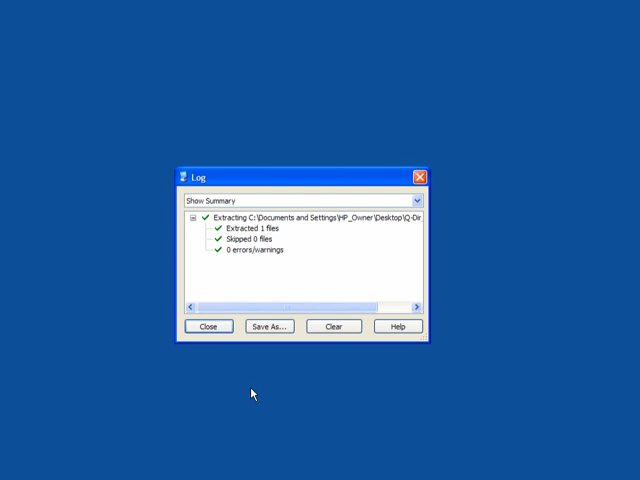 Log
Show Summary
Extracting C:\Documents and Settings\HP_Owner\Desktop\Q-Dir
Extracted 1 files
Skipped 0 files
0 errors/warnings
Close Save As... Clear Help